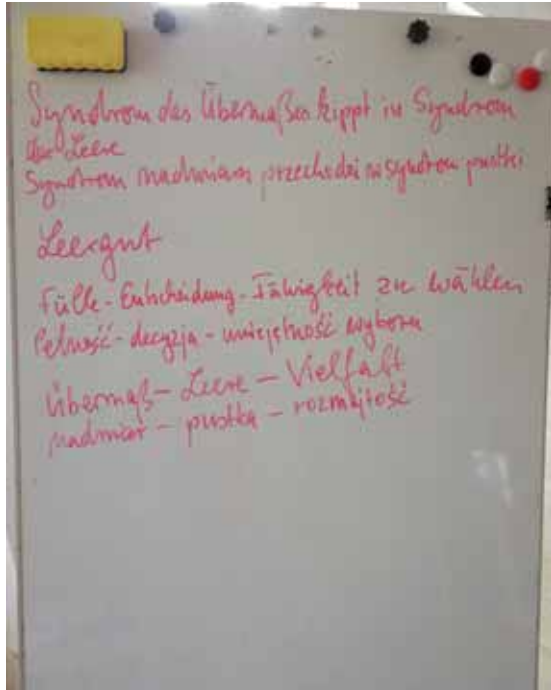 Syndrom des Übermaßes kippt in Syndrom
der Leere
Syndrom nadmiaru przechodzi w syndrom pustki
Leergut
Fülle - Entscheidung - Fähigkeit zu wählen
Pełność - decyzja - umiejętność wyboru
Übermaß - Leere - Vielfalt
nadmiar - pustka - rozmaitość